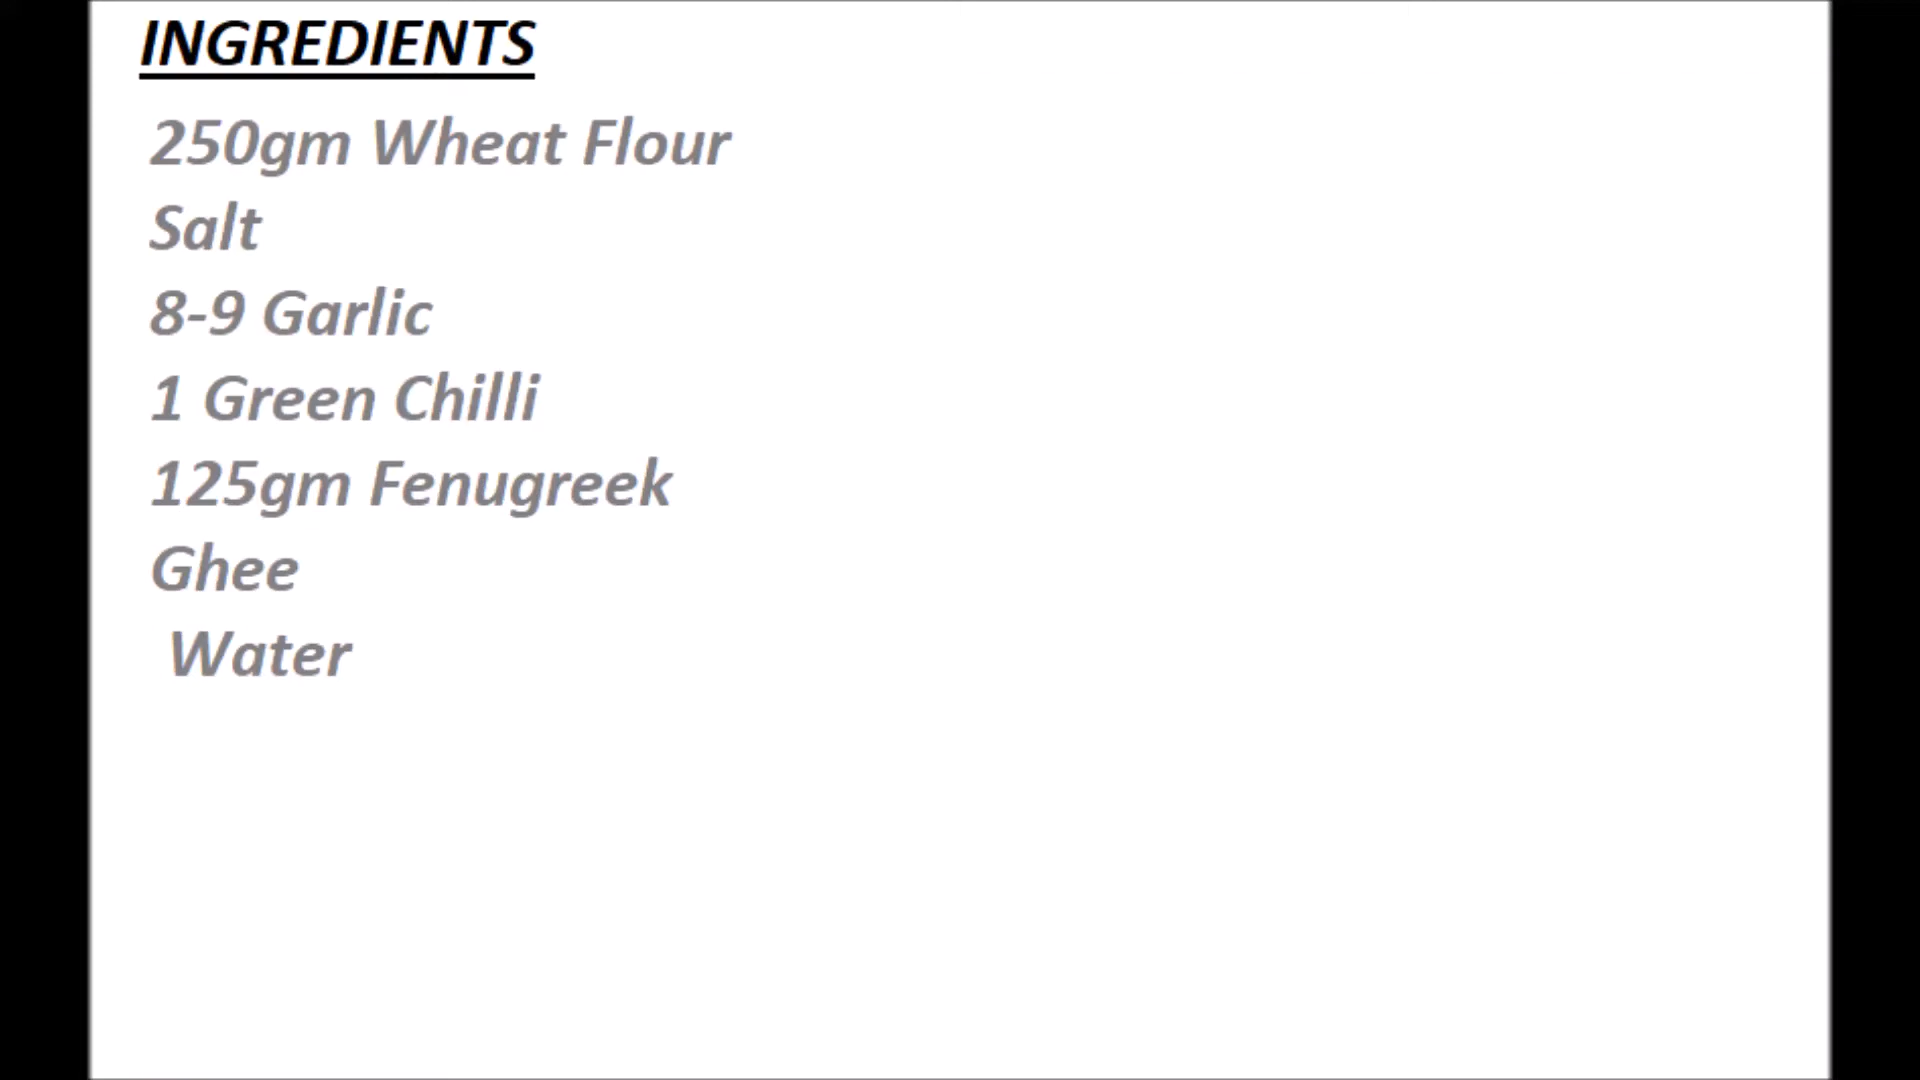 INGREDIENTS
250gm Wheat Flour
Salt
8-9 Garlic
1 Green Chilli
125gm Fenugreek
Ghee
Water